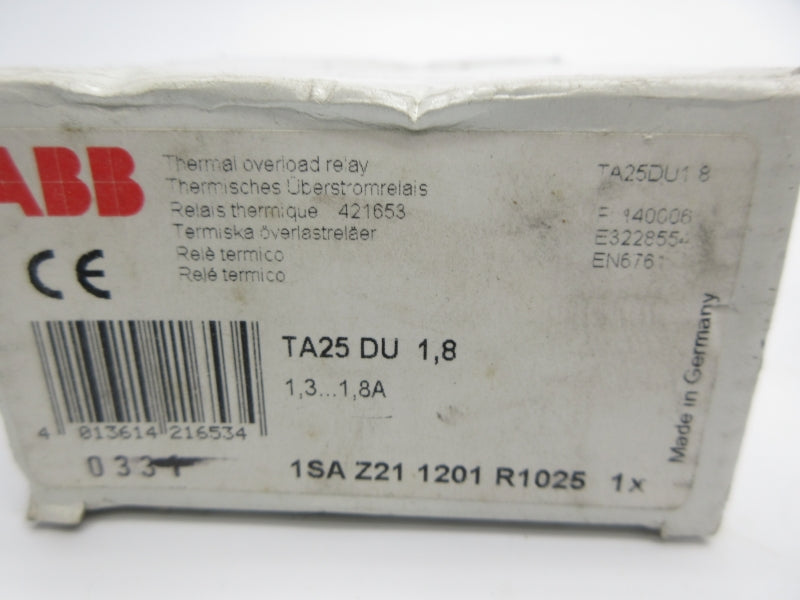 ABB
Thermal overload relay
Thermisches Überstromrelais
Relais thermique 421653
Termiska överlastreläer
Relè termico
Relé termico
TA25DU1 8
140006
E322855
EN676
CE
TA25 DU 1,8
1,3...1,8A
4 013614 216534
033
1SA Z21 1201 R1025 1x
Made in Germany